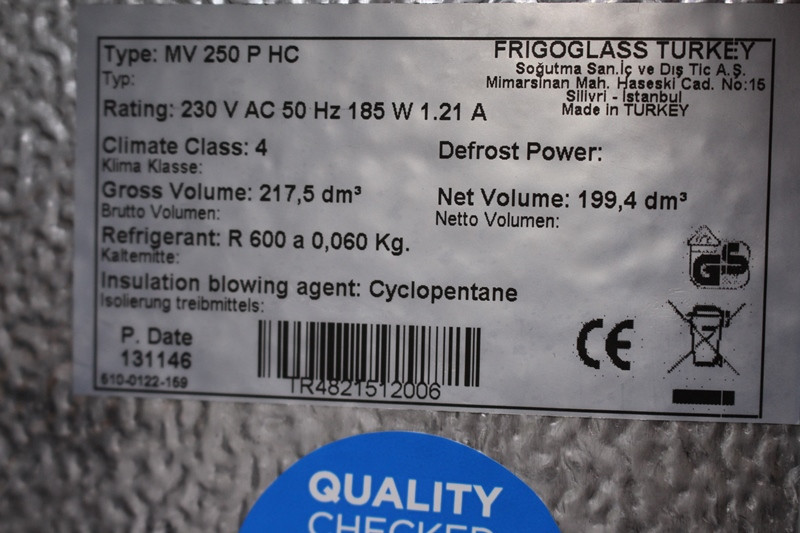 Type: MV 250 P HC
Typ:
FRIGOGLASS TURKEY
Soğutma San.İç ve Dış Tic A.Ş.
Mimarsinan Mah. Haseski Cad. No:15
Silivri - İstanbul
Made in TURKEY
Rating: 230 V AC 50 Hz 185 W 1.21 A
Climate Class: 4
Klima Klasse:
Defrost Power:
Gross Volume: 217,5 dm³
Brutto Volumen:
Net Volume: 199,4 dm³
Netto Volumen:
Refrigerant: R 600 a 0,060 Kg.
Kaltemitte:
Insulation blowing agent: Cyclopentane
Isolierung treibmittels:
GS
P. Date
131146
610-0122-159
TR4821512006
CE
QUALITY
CHECKED